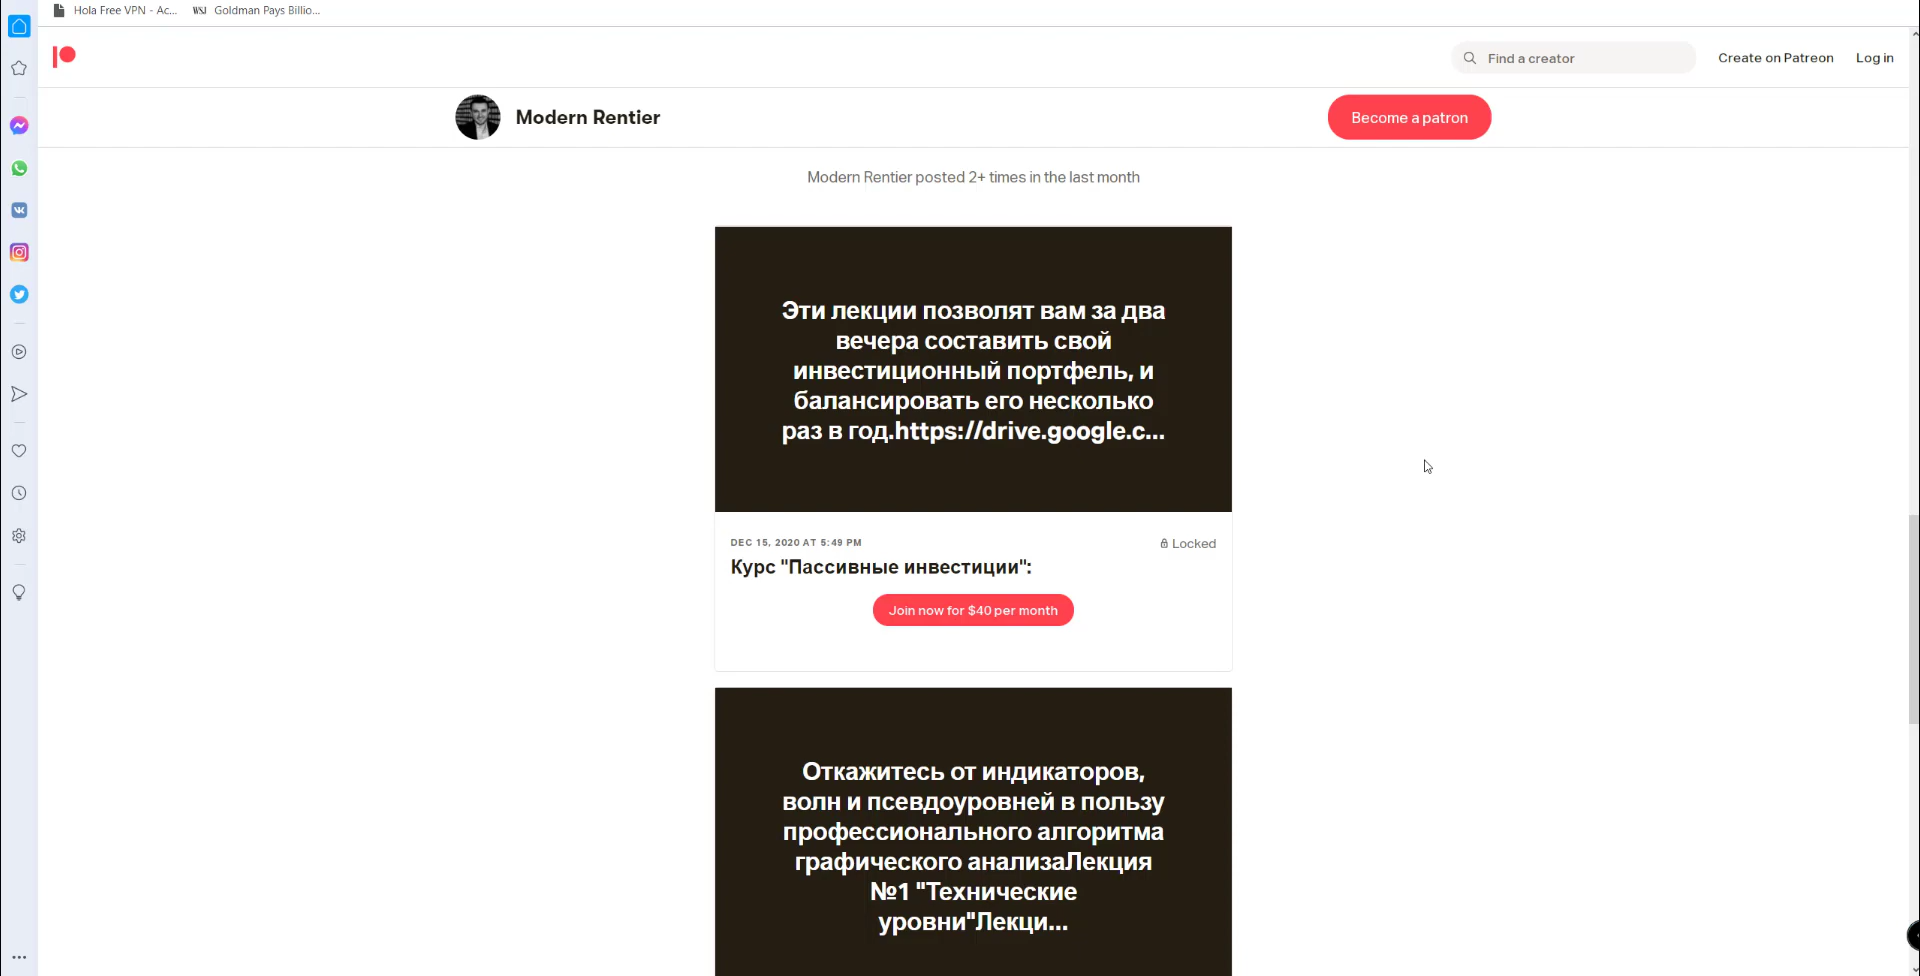 Hola Free VPN - Ac...
WSJ
Goldman Pays Billio...
Find a creator
Create on Patreon
Log in
Modern Rentier
Become a patron
Modern Rentier posted 2+ times in the last month
Эти лекции позволят вам за два
вечера составить свой
инвестиционный портфель, и
балансировать его несколько
раз в год.https://drive.google.c...
DEC 15, 2020 AT 5:49 PM
Locked
Курс "Пассивные инвестиции":
Join now for $40 per month
Откажитесь от индикаторов,
волн и псевдоуровней в пользу
профессионального алгоритма
графического анализаЛекция
№1 "Технические
уровни"Лекци...